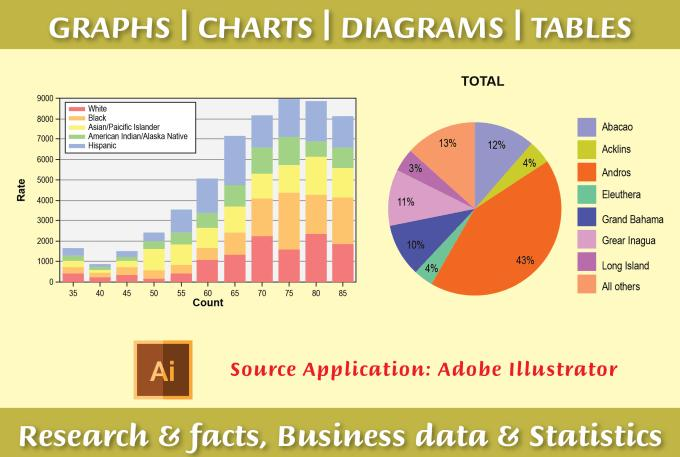 GRAPHS | CHARTS | DIAGRAMS | TABLES
TOTAL
9000
8000
7000
6000
5000
4000
3000
2000
1000
0
Rate
White
Black
Asian/Paicific Islander
American Indian/Alaska Native
Hispanic
35 40 45 50 55 60 65 70 75 80 85
Count
12%
4%
43%
4%
10%
11%
3%
13%
Abacao
Acklins
Andros
Eleuthera
Grand Bahama
Grear Inagua
Long Island
All others
Ai
Source Application: Adobe Illustrator
Research & facts, Business data & Statistics